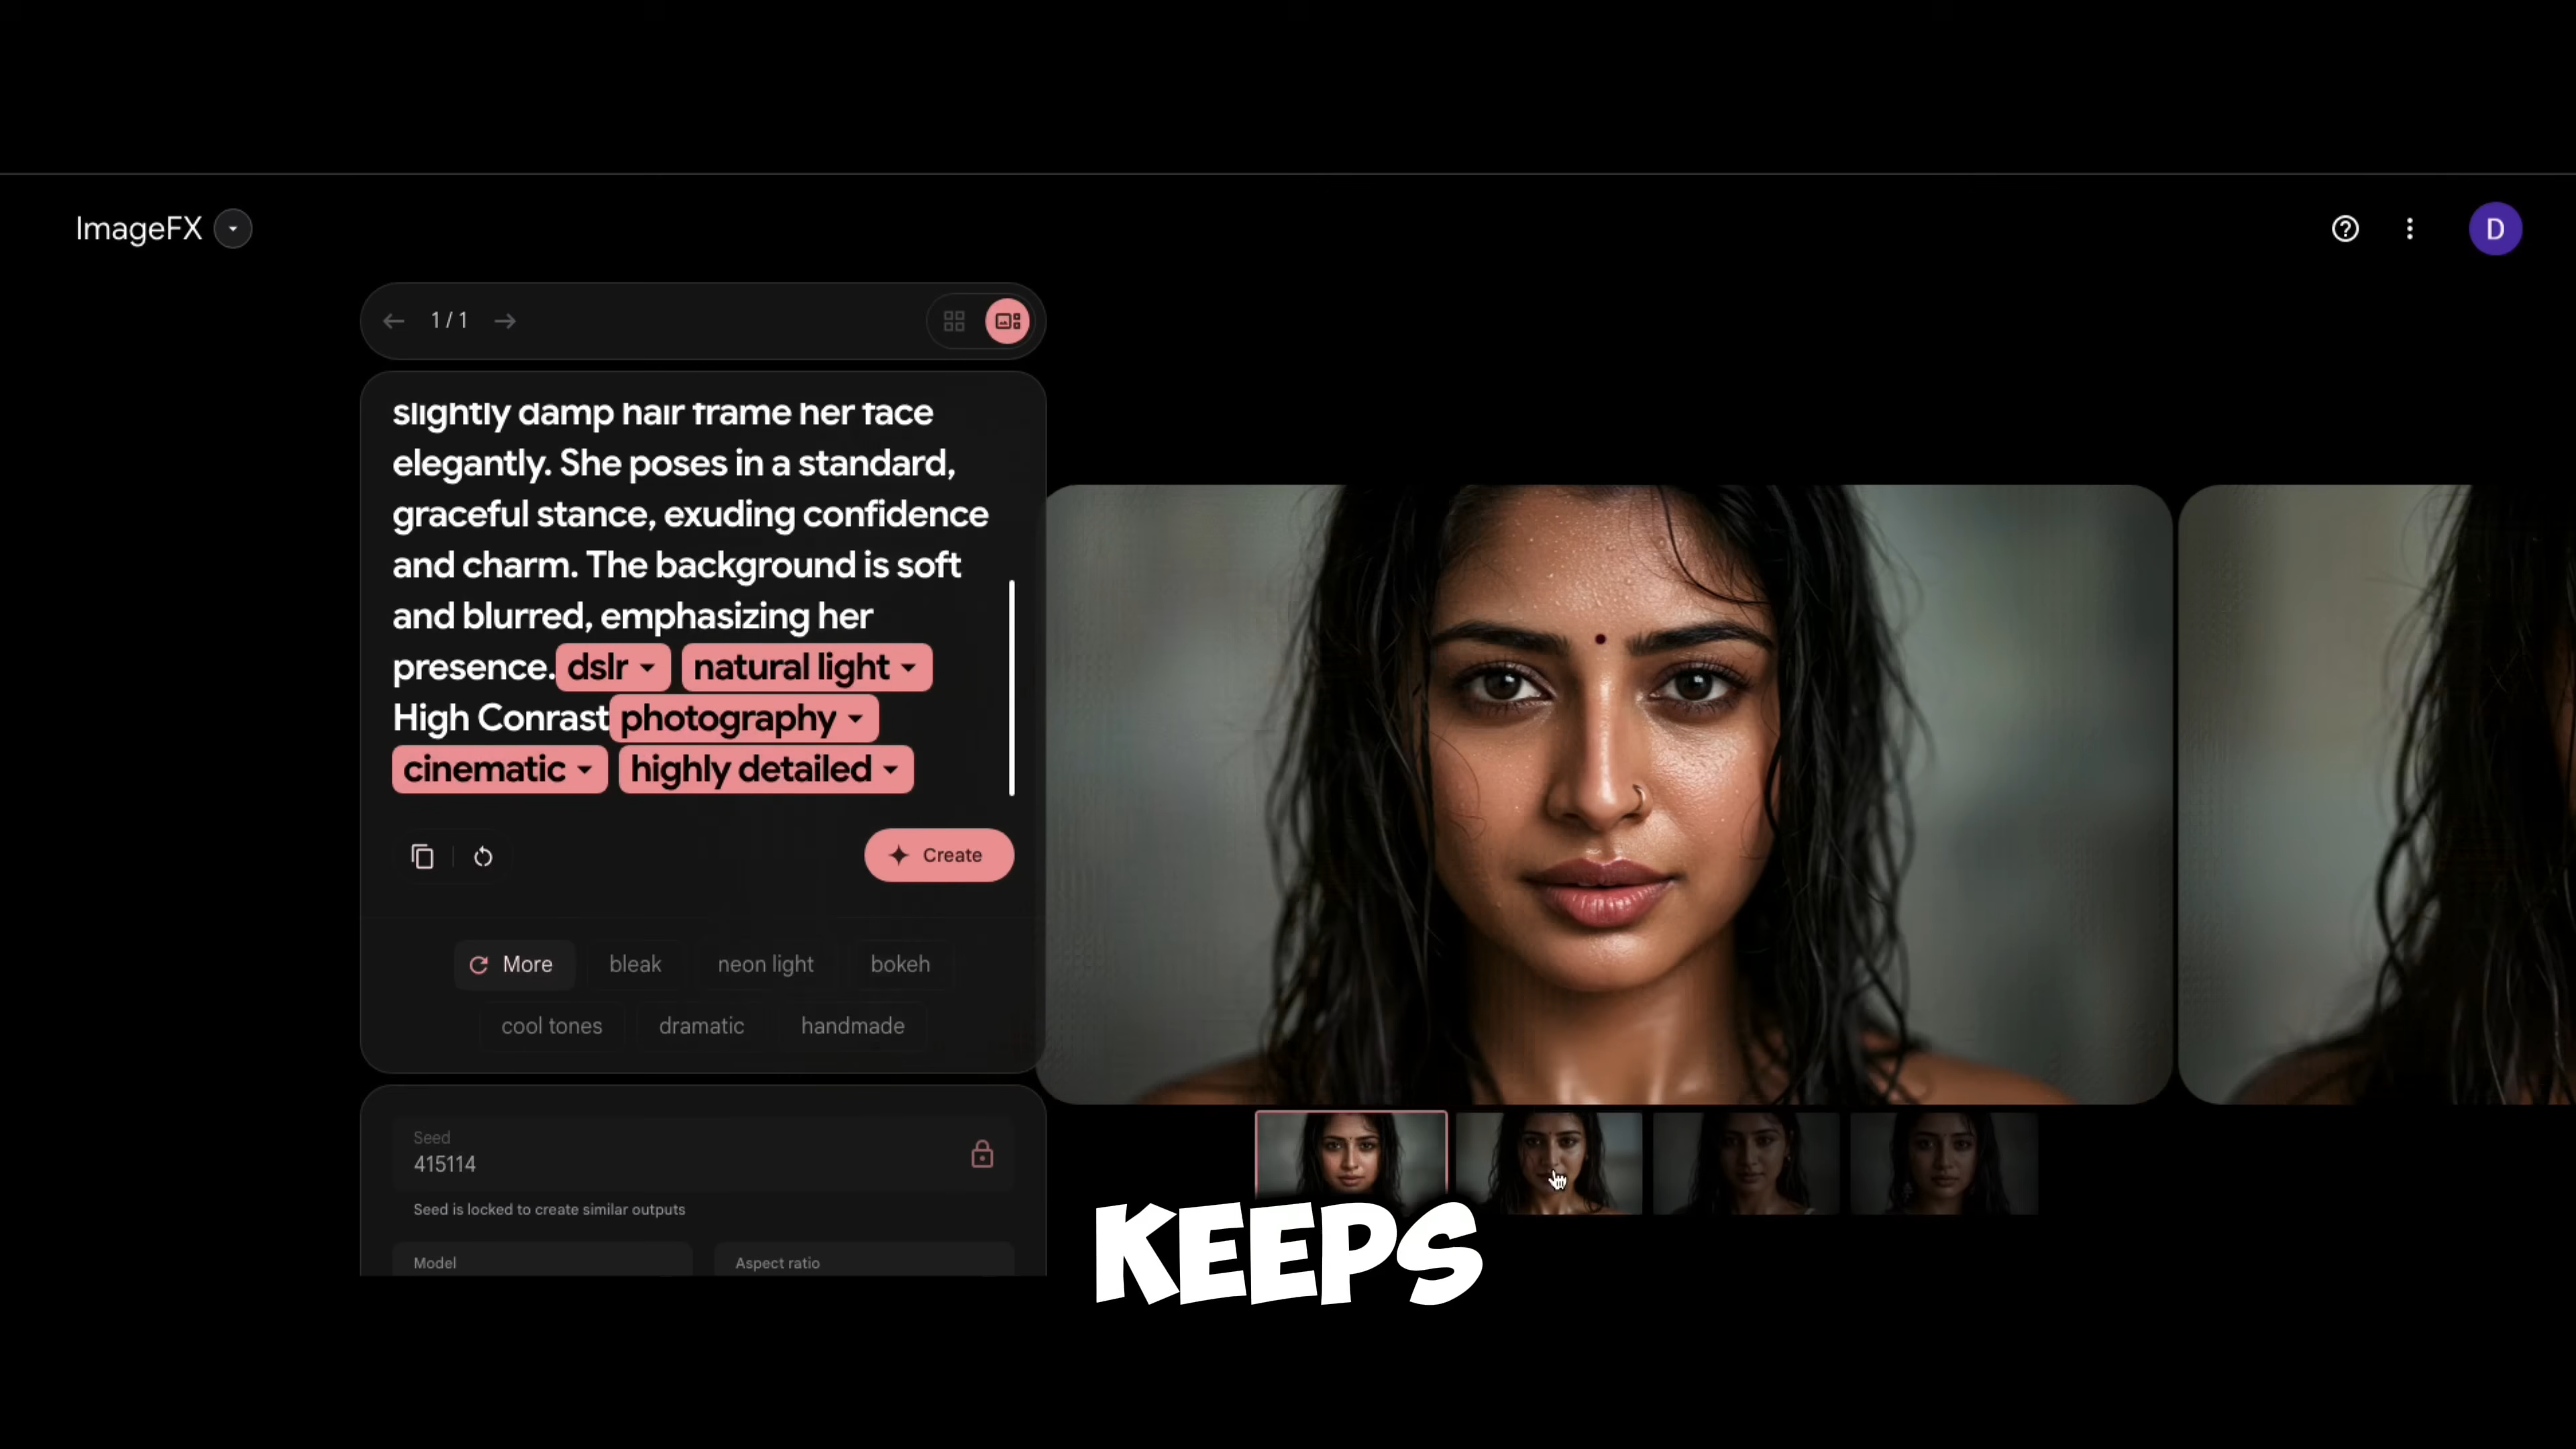 ImageFX
D
1 / 1
slightly damp hair frame her face
elegantly. She poses in a standard,
graceful stance, exuding confidence
and charm. The background is soft
and blurred, emphasizing her
presence. dslr natural light
High Conrast photography
cinematic highly detailed
Create
More bleak neon light bokeh
cool tones dramatic handmade
Seed
415114
Seed is locked to create similar outputs
Model Aspect ratio
KEEPS